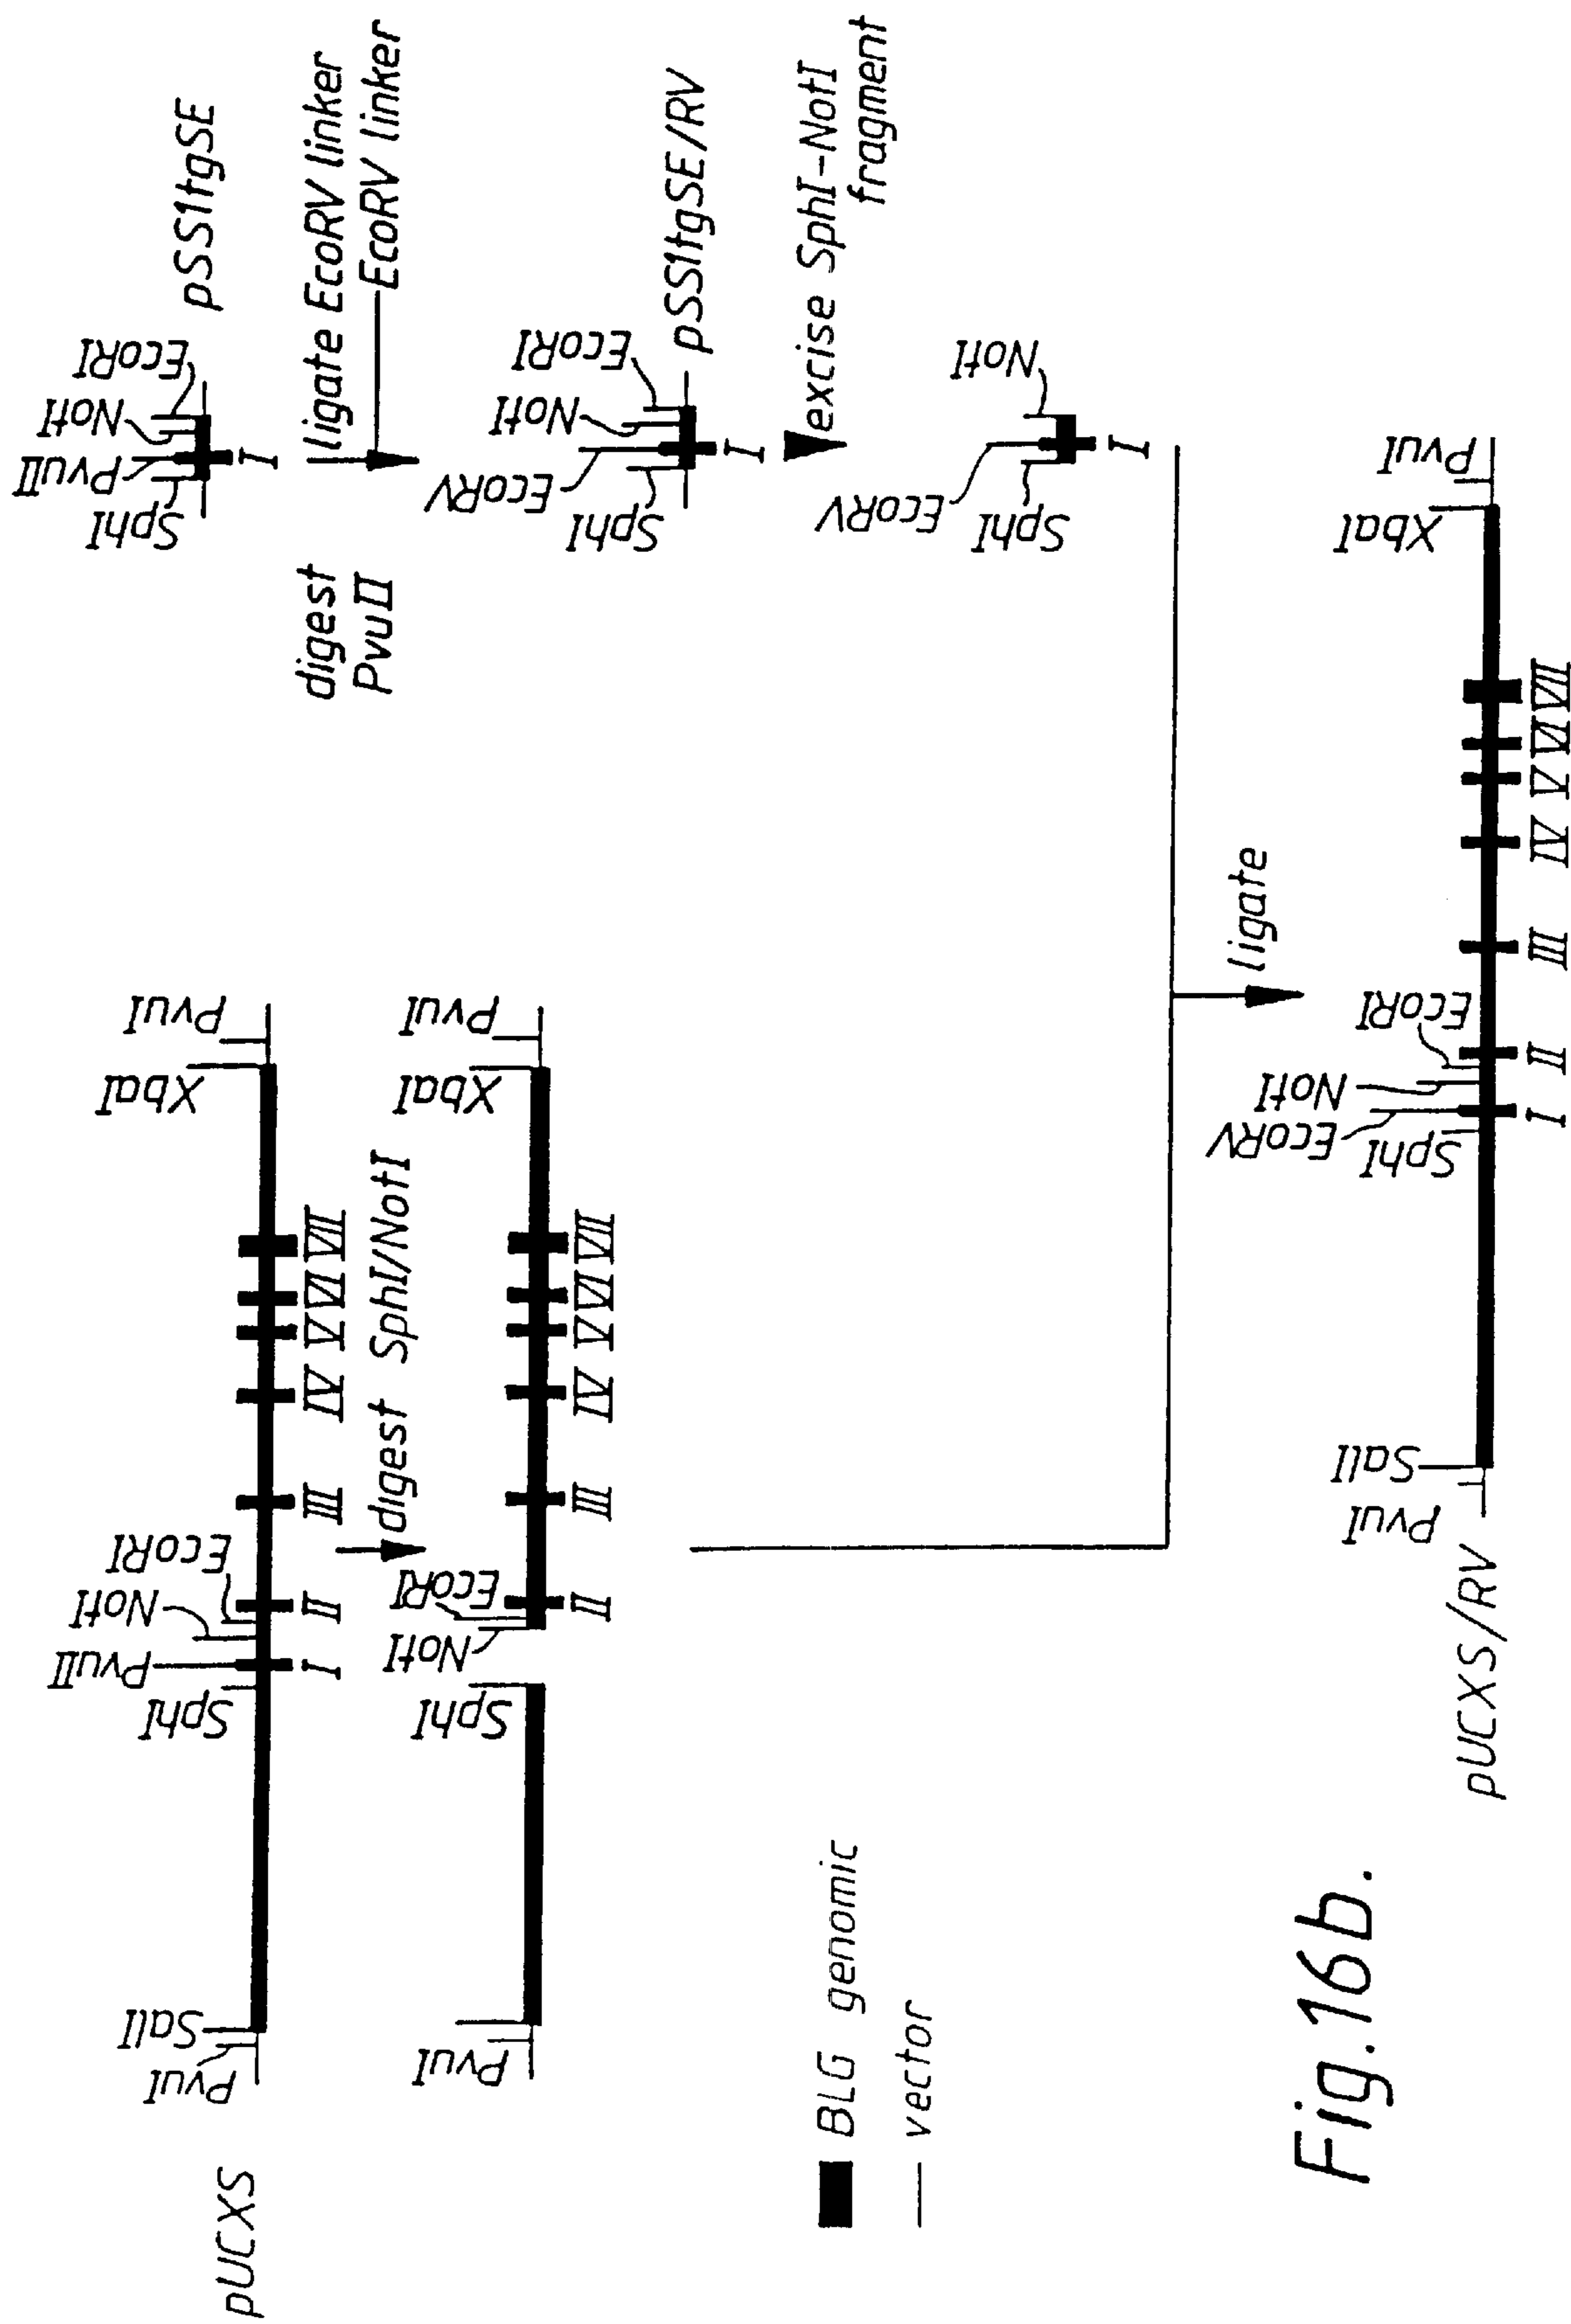 pUCXS
PvuI
SalI
SphI
PvuII
NotI
EcoRI
XbaI
PvuI
I
II
III
IV
V
VI
VII
digest SphI/NotI
PvuI
SphI
NotI
EcoRI
XbaI
PvuI
II
III
IV
V
VI
VII
SphI
PvuII
NotI
EcoRI
pSS1tgSE
I
digest
PvuII
ligate EcoRV linker
EcoRV linker
SphI
EcoRV
NotI
EcoRI
pSS1tgSE/RV
I
excise SphI-NotI
fragment
SphI
EcoRV
NotI
I
BLG genomic
vector
ligate
pUCXS/RV
PvuI
SalI
SphI
EcoRV
NotI
EcoRI
XbaI
PvuI
I
II
III
IV
V
VI
VII
Fig.16b.